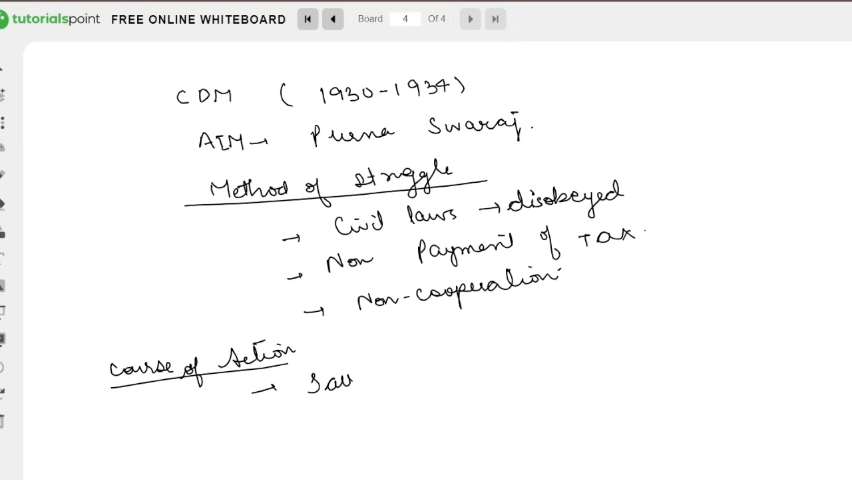 tutorialspoint FREE ONLINE WHITEBOARD Board 4 Of 4
CDM (1930-1934)
AIM → Purna Swaraj.
Method of Struggle
→ Civil laws → disobeyed
→ Non Payment of Tax.
→ Non-cooperation
Course of Action
→